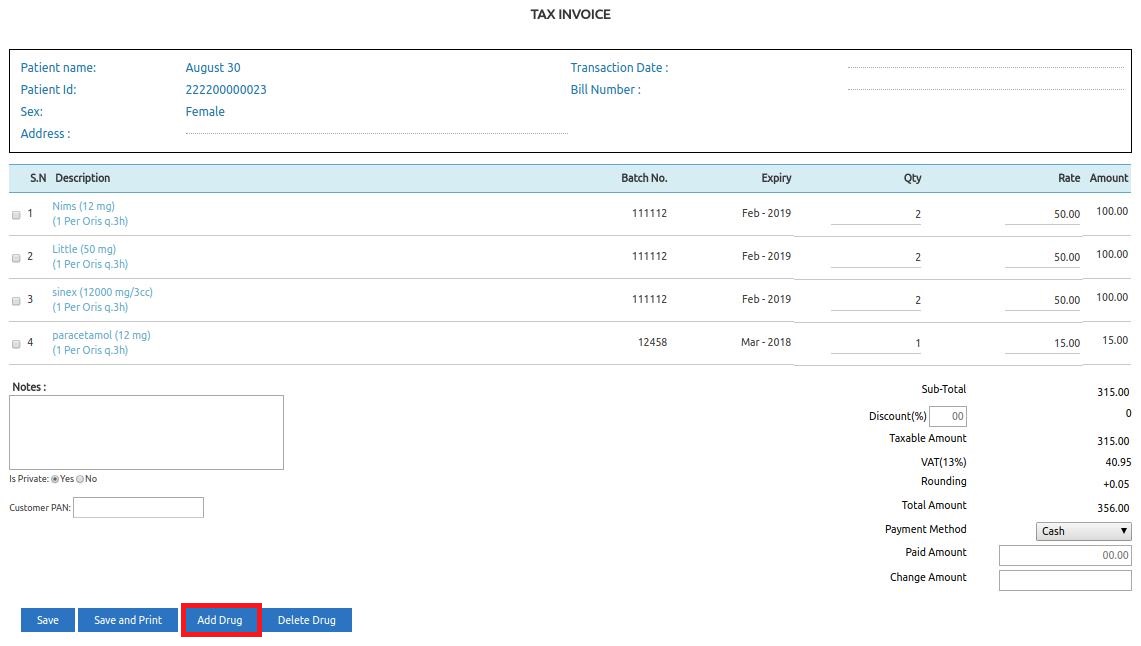 TAX INVOICE
Patient name: August 30 Transaction Date :
Patient Id: 222200000023 Bill Number :
Sex: Female
Address :
S.N Description Batch No. Expiry Qty Rate Amount
1 Nims (12 mg) 111112 Feb - 2019 2 50.00 100.00
(1 Per Oris q.3h)
2 Little (50 mg) 111112 Feb - 2019 2 50.00 100.00
(1 Per Oris q.3h)
3 sinex (12000 mg/3cc) 111112 Feb - 2019 2 50.00 100.00
(1 Per Oris q.3h)
4 paracetamol (12 mg) 12458 Mar - 2018 1 15.00 15.00
(1 Per Oris q.3h)
Notes :
Sub-Total 315.00
Discount(%) 00 0
Taxable Amount 315.00
VAT(13%) 40.95
Is Private: Yes No
Rounding +0.05
Total Amount 356.00
Customer PAN:
Payment Method Cash
Paid Amount 00.00
Change Amount
Save Save and Print Add Drug Delete Drug